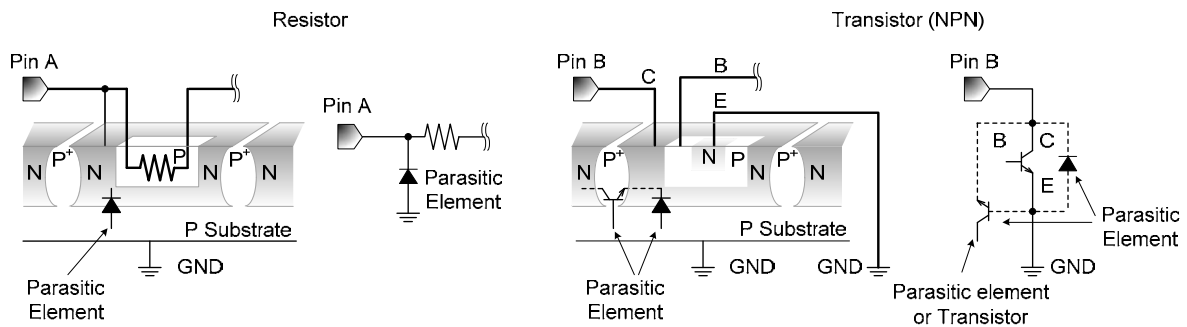 Resistor
Transistor (NPN)
Pin A
Pin A
Pin B
C
B
E
Pin B
N
P+
N
P
N
P+
N
Parasitic
Element
P Substrate
GND
Parasitic
Element
N
P+
N
N
P
N
P+
N
P Substrate
GND
GND
Parasitic
Element
B
C
E
Parasitic
Element
GND
Parasitic element
or Transistor